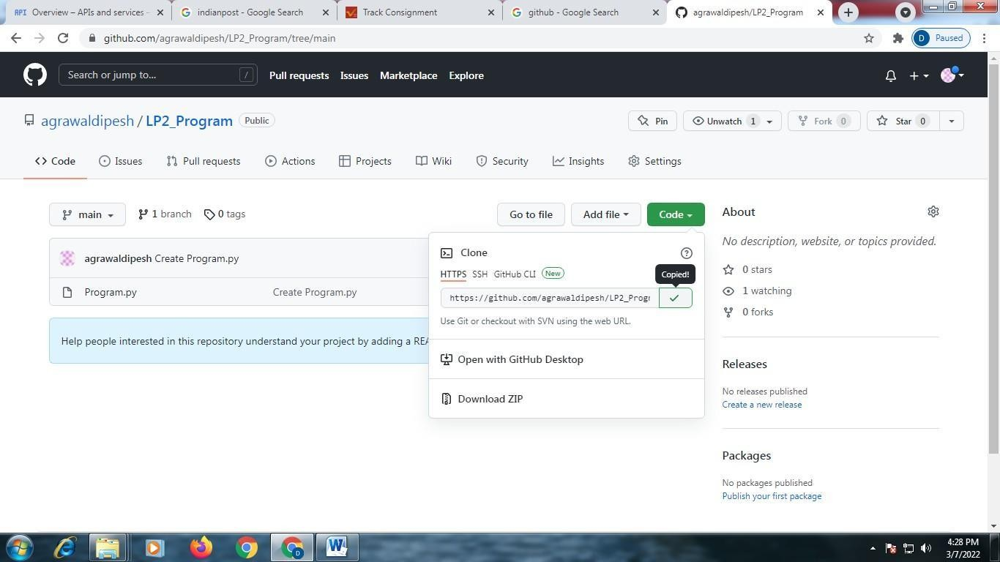 API Overview – APIs and services -
indianpost - Google Search
Track Consignment
github - Google Search
agrawaldipesh/LP2_Program
github.com/agrawaldipesh/LP2_Program/tree/main
D Paused
Search or jump to... /
Pull requests Issues Marketplace Explore
agrawaldipesh / LP2_Program Public
Pin
Unwatch 1
Fork 0
Star 0
Code Issues Pull requests Actions Projects Wiki Security Insights Settings
main 1 branch 0 tags
Go to file Add file Code
agrawaldipesh Create Program.py
Program.py Create Program.py
Help people interested in this repository understand your project by adding a REA
Clone
HTTPS SSH GitHub CLI New
Copied!
https://github.com/agrawaldipesh/LP2_Progr
Use Git or checkout with SVN using the web URL.
Open with GitHub Desktop
Download ZIP
About
No description, website, or topics provided.
0 stars
1 watching
0 forks
Releases
No releases published
Create a new release
Packages
No packages published
Publish your first package
4:28 PM
3/7/2022